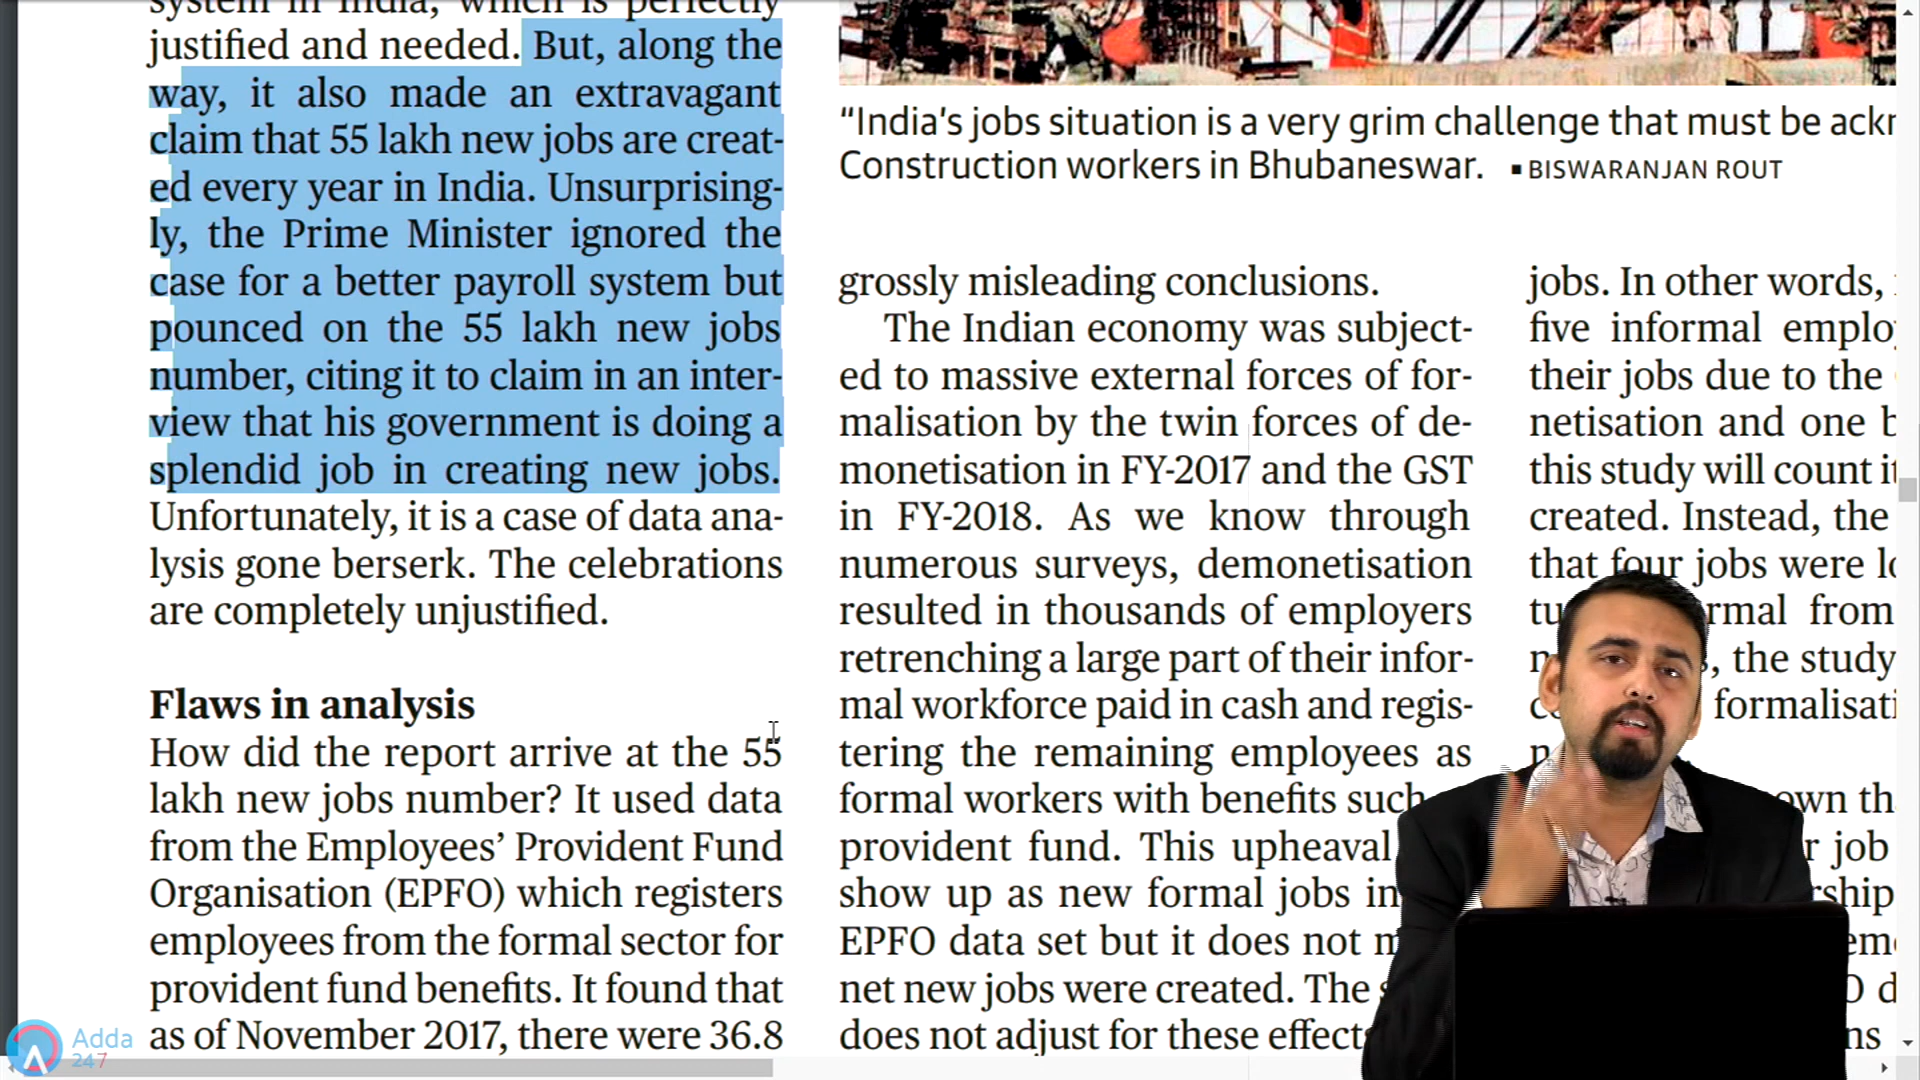 system in India, which is perfectly
justified and needed. But, along the
way, it also made an extravagant
claim that 55 lakh new jobs are creat-
ed every year in India. Unsurprising-
ly, the Prime Minister ignored the
case for a better payroll system but
pounced on the 55 lakh new jobs
number, citing it to claim in an inter-
view that his government is doing a
splendid job in creating new jobs.
Unfortunately, it is a case of data ana-
lysis gone berserk. The celebrations
are completely unjustified.
Flaws in analysis
How did the report arrive at the 55
lakh new jobs number? It used data
from the Employees’ Provident Fund
Organisation (EPFO) which registers
employees from the formal sector for
provident fund benefits. It found that
as of November 2017, there were 36.8
“India’s jobs situation is a very grim challenge that must be
Construction workers in Bhubaneswar. ■ BISWARANJAN ROUT
grossly misleading conclusions.
The Indian economy was subject-
ed to massive external forces of for-
malisation by the twin forces of de-
monetisation in FY-2017 and the GST
in FY-2018. As we know through
numerous surveys, demonetisation
resulted in thousands of employers
retrenching a large part of their infor-
mal workforce paid in cash and regis-
tering the remaining employees as
formal workers with benefits such
provident fund. This upheaval
show up as new formal jobs in
EPFO data set but it does not
net new jobs were created. The
does not adjust for these effects
jobs. In other words,
five informal
their jobs due to the
netisation and one
this study will count
created. Instead, the
that four jobs were
from
, the study
formalisati
job
Adda
247